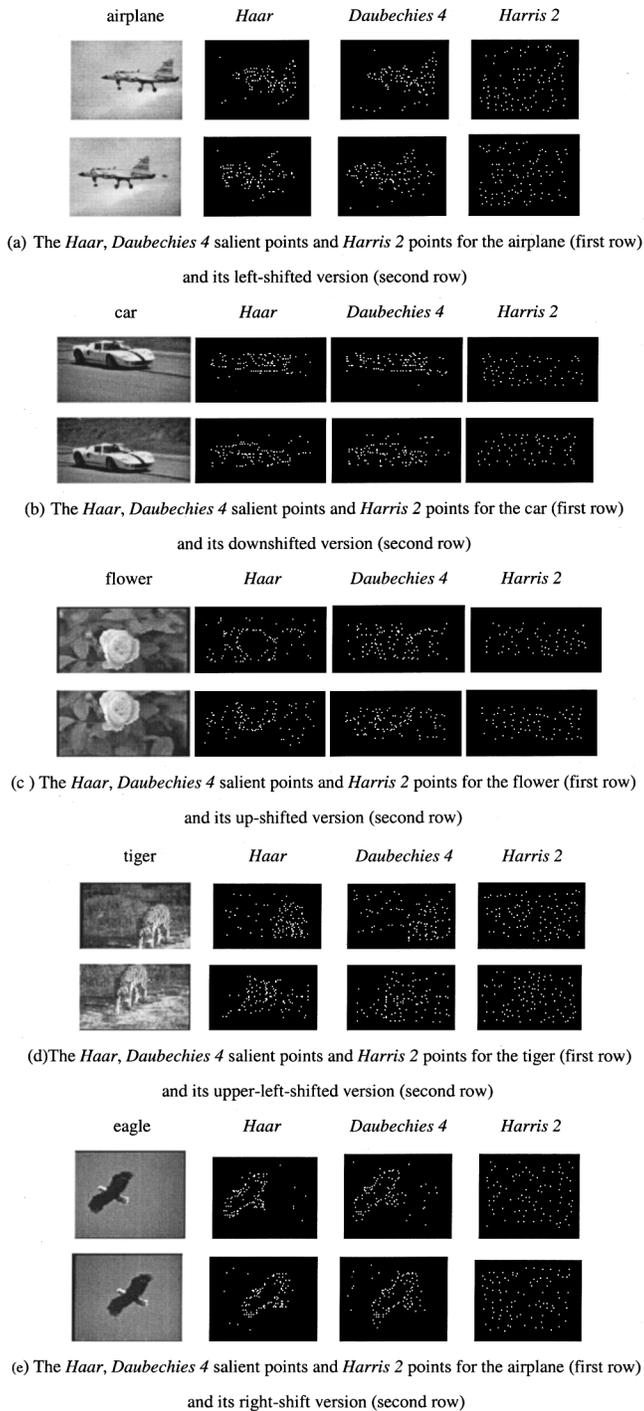 airplane Haar Daubechies 4 Harris 2
(a) The Haar, Daubechies 4 salient points and Harris 2 points for the airplane (first row)
and its left-shifted version (second row)
car Haar Daubechies 4 Harris 2
(b) The Haar, Daubechies 4 salient points and Harris 2 points for the car (first row)
and its downshifted version (second row)
flower Haar Daubechies 4 Harris 2
(c ) The Haar, Daubechies 4 salient points and Harris 2 points for the flower (first row)
and its up-shifted version (second row)
tiger Haar Daubechies 4 Harris 2
(d)The Haar, Daubechies 4 salient points and Harris 2 points for the tiger (first row)
and its upper-left-shifted version (second row)
eagle Haar Daubechies 4 Harris 2
(e) The Haar, Daubechies 4 salient points and Harris 2 points for the airplane (first row)
and its right-shift version (second row)